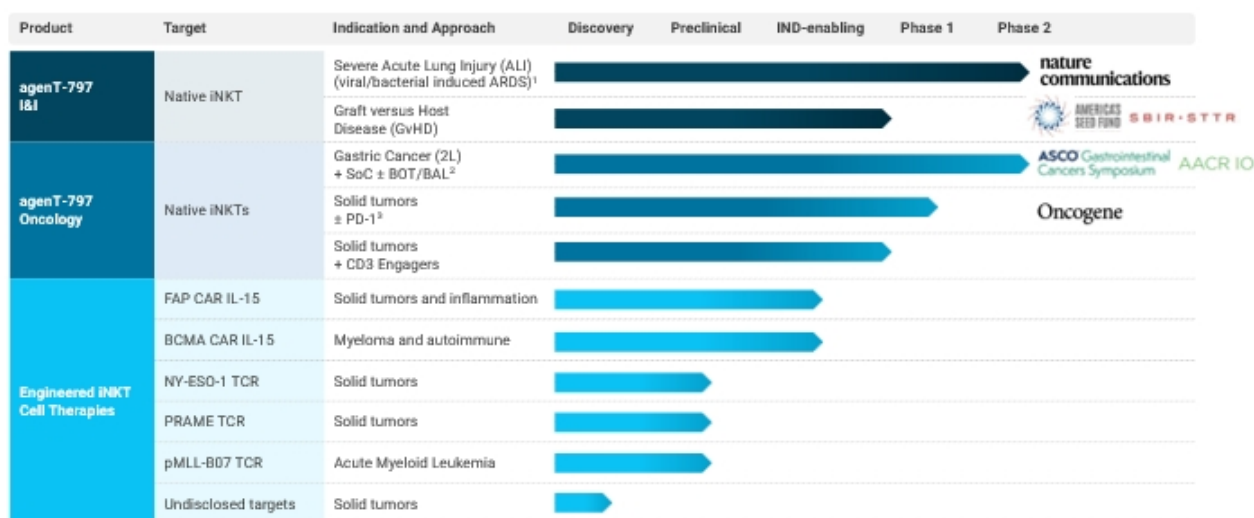 Product Target Indication and Approach Discovery Preclinical IND-enabling Phase 1 Phase 2
agenT-797
I&I
Native iNKT
Severe Acute Lung Injury (ALI)
(viral/bacterial induced ARDS)¹
nature
communications
Graft versus Host
Disease (GvHD)
AMERICA'S
SEED FUND
SBIR·STTR
agenT-797
Oncology
Native iNKTs
Gastric Cancer (2L)
+ SoC ± BOT/BAL²
ASCO Gastrointestinal
Cancers Symposium
AACR IO
Solid tumors
± PD-1³
Oncogene
Solid tumors
+ CD3 Engagers
Engineered iNKT
Cell Therapies
FAP CAR IL-15 Solid tumors and inflammation
BCMA CAR IL-15 Myeloma and autoimmune
NY-ESO-1 TCR Solid tumors
PRAME TCR Solid tumors
pMLL-B07 TCR Acute Myeloid Leukemia
Undisclosed targets Solid tumors